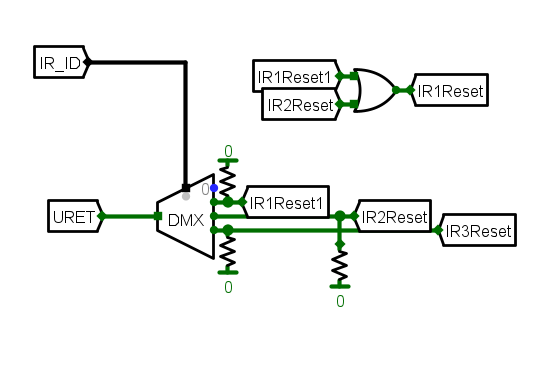 IR_ID
IR1Reset1
IR2Reset
IR1Reset
0
0
IR1Reset1
URET
DMX
IR2Reset
IR3Reset
0
0